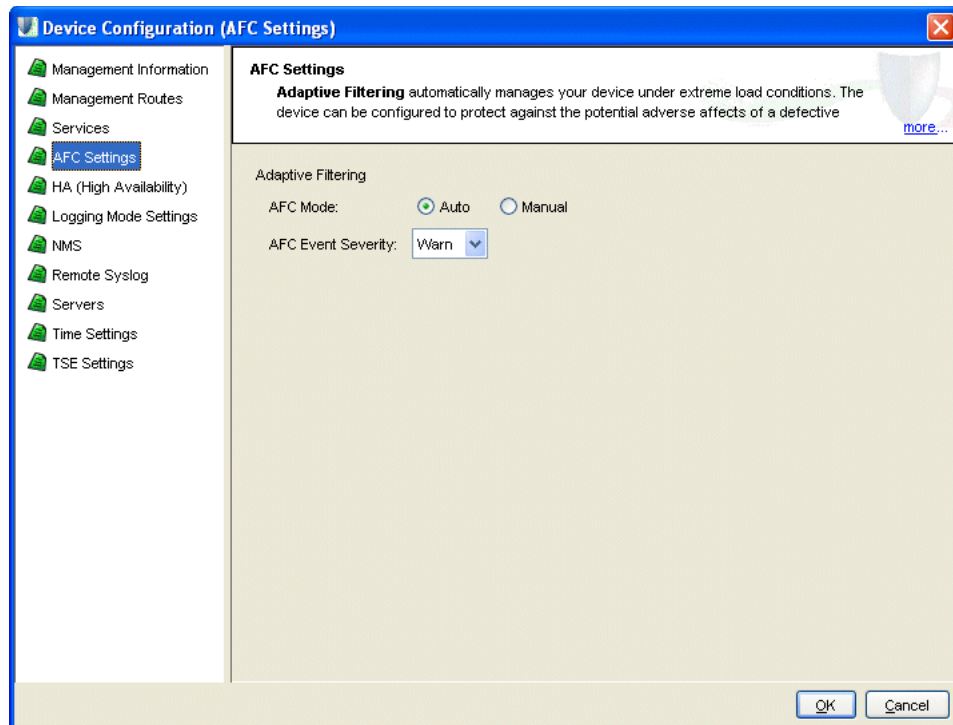 Device Configuration (AFC Settings)
Management Information
Management Routes
Services
AFC Settings
HA (High Availability)
Logging Mode Settings
NMS
Remote Syslog
Servers
Time Settings
TSE Settings
AFC Settings
Adaptive Filtering automatically manages your device under extreme load conditions. The
device can be configured to protect against the potential adverse affects of a defective
more...
Adaptive Filtering
AFC Mode: Auto Manual
AFC Event Severity: Warn
OK Cancel